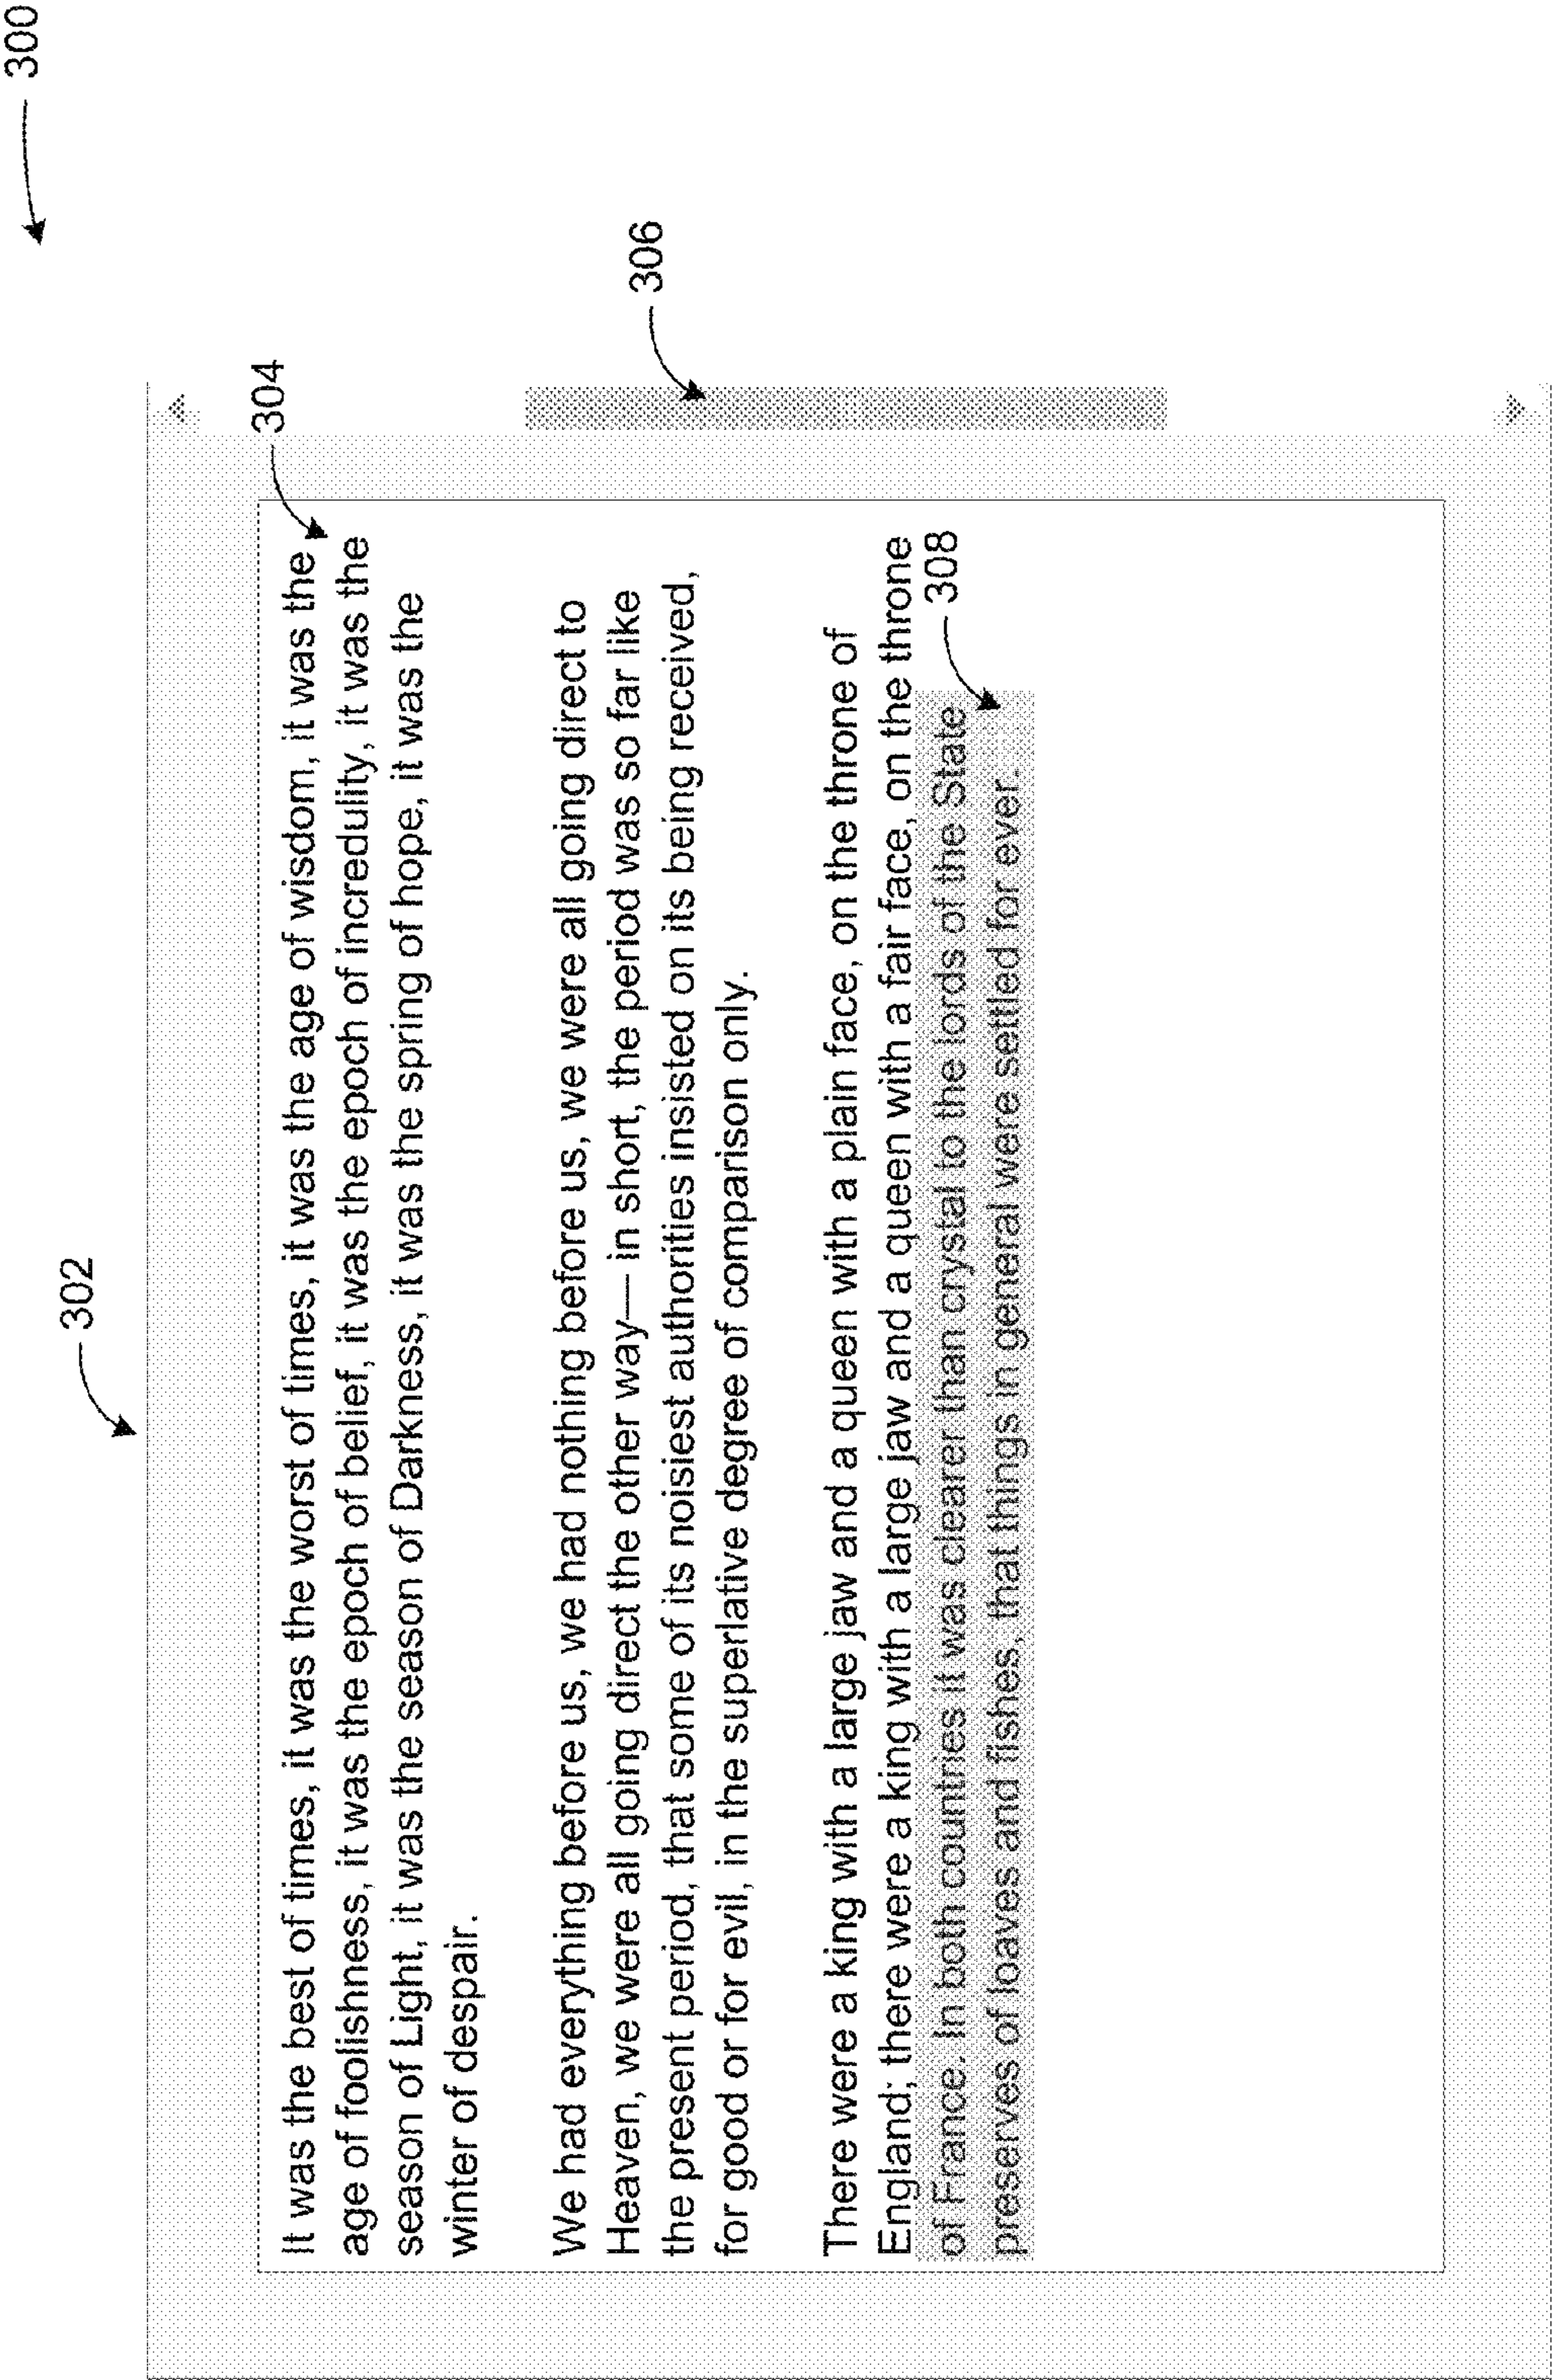 300
302
304
It was the best of times, it was the worst of times, it was the age of wisdom, it was the
age of foolishness, it was the epoch of belief, it was the epoch of incredulity, it was the
season of Light, it was the season of Darkness, it was the spring of hope, it was the
winter of despair.
306
We had everything before us, we had nothing before us, we were all going direct to
Heaven, we were all going direct the other way— in short, the period was so far like
the present period, that some of its noisiest authorities insisted on its being received,
for good or for evil, in the superlative degree of comparison only.
There were a king with a large jaw and a queen with a plain face, on the throne of
England; there were a king with a large jaw and a queen with a fair face, on the throne
308
of France. In both countries it was clearer than crystal to the lords of the State
preserves of loaves and fishes, that things in general were settled for ever.